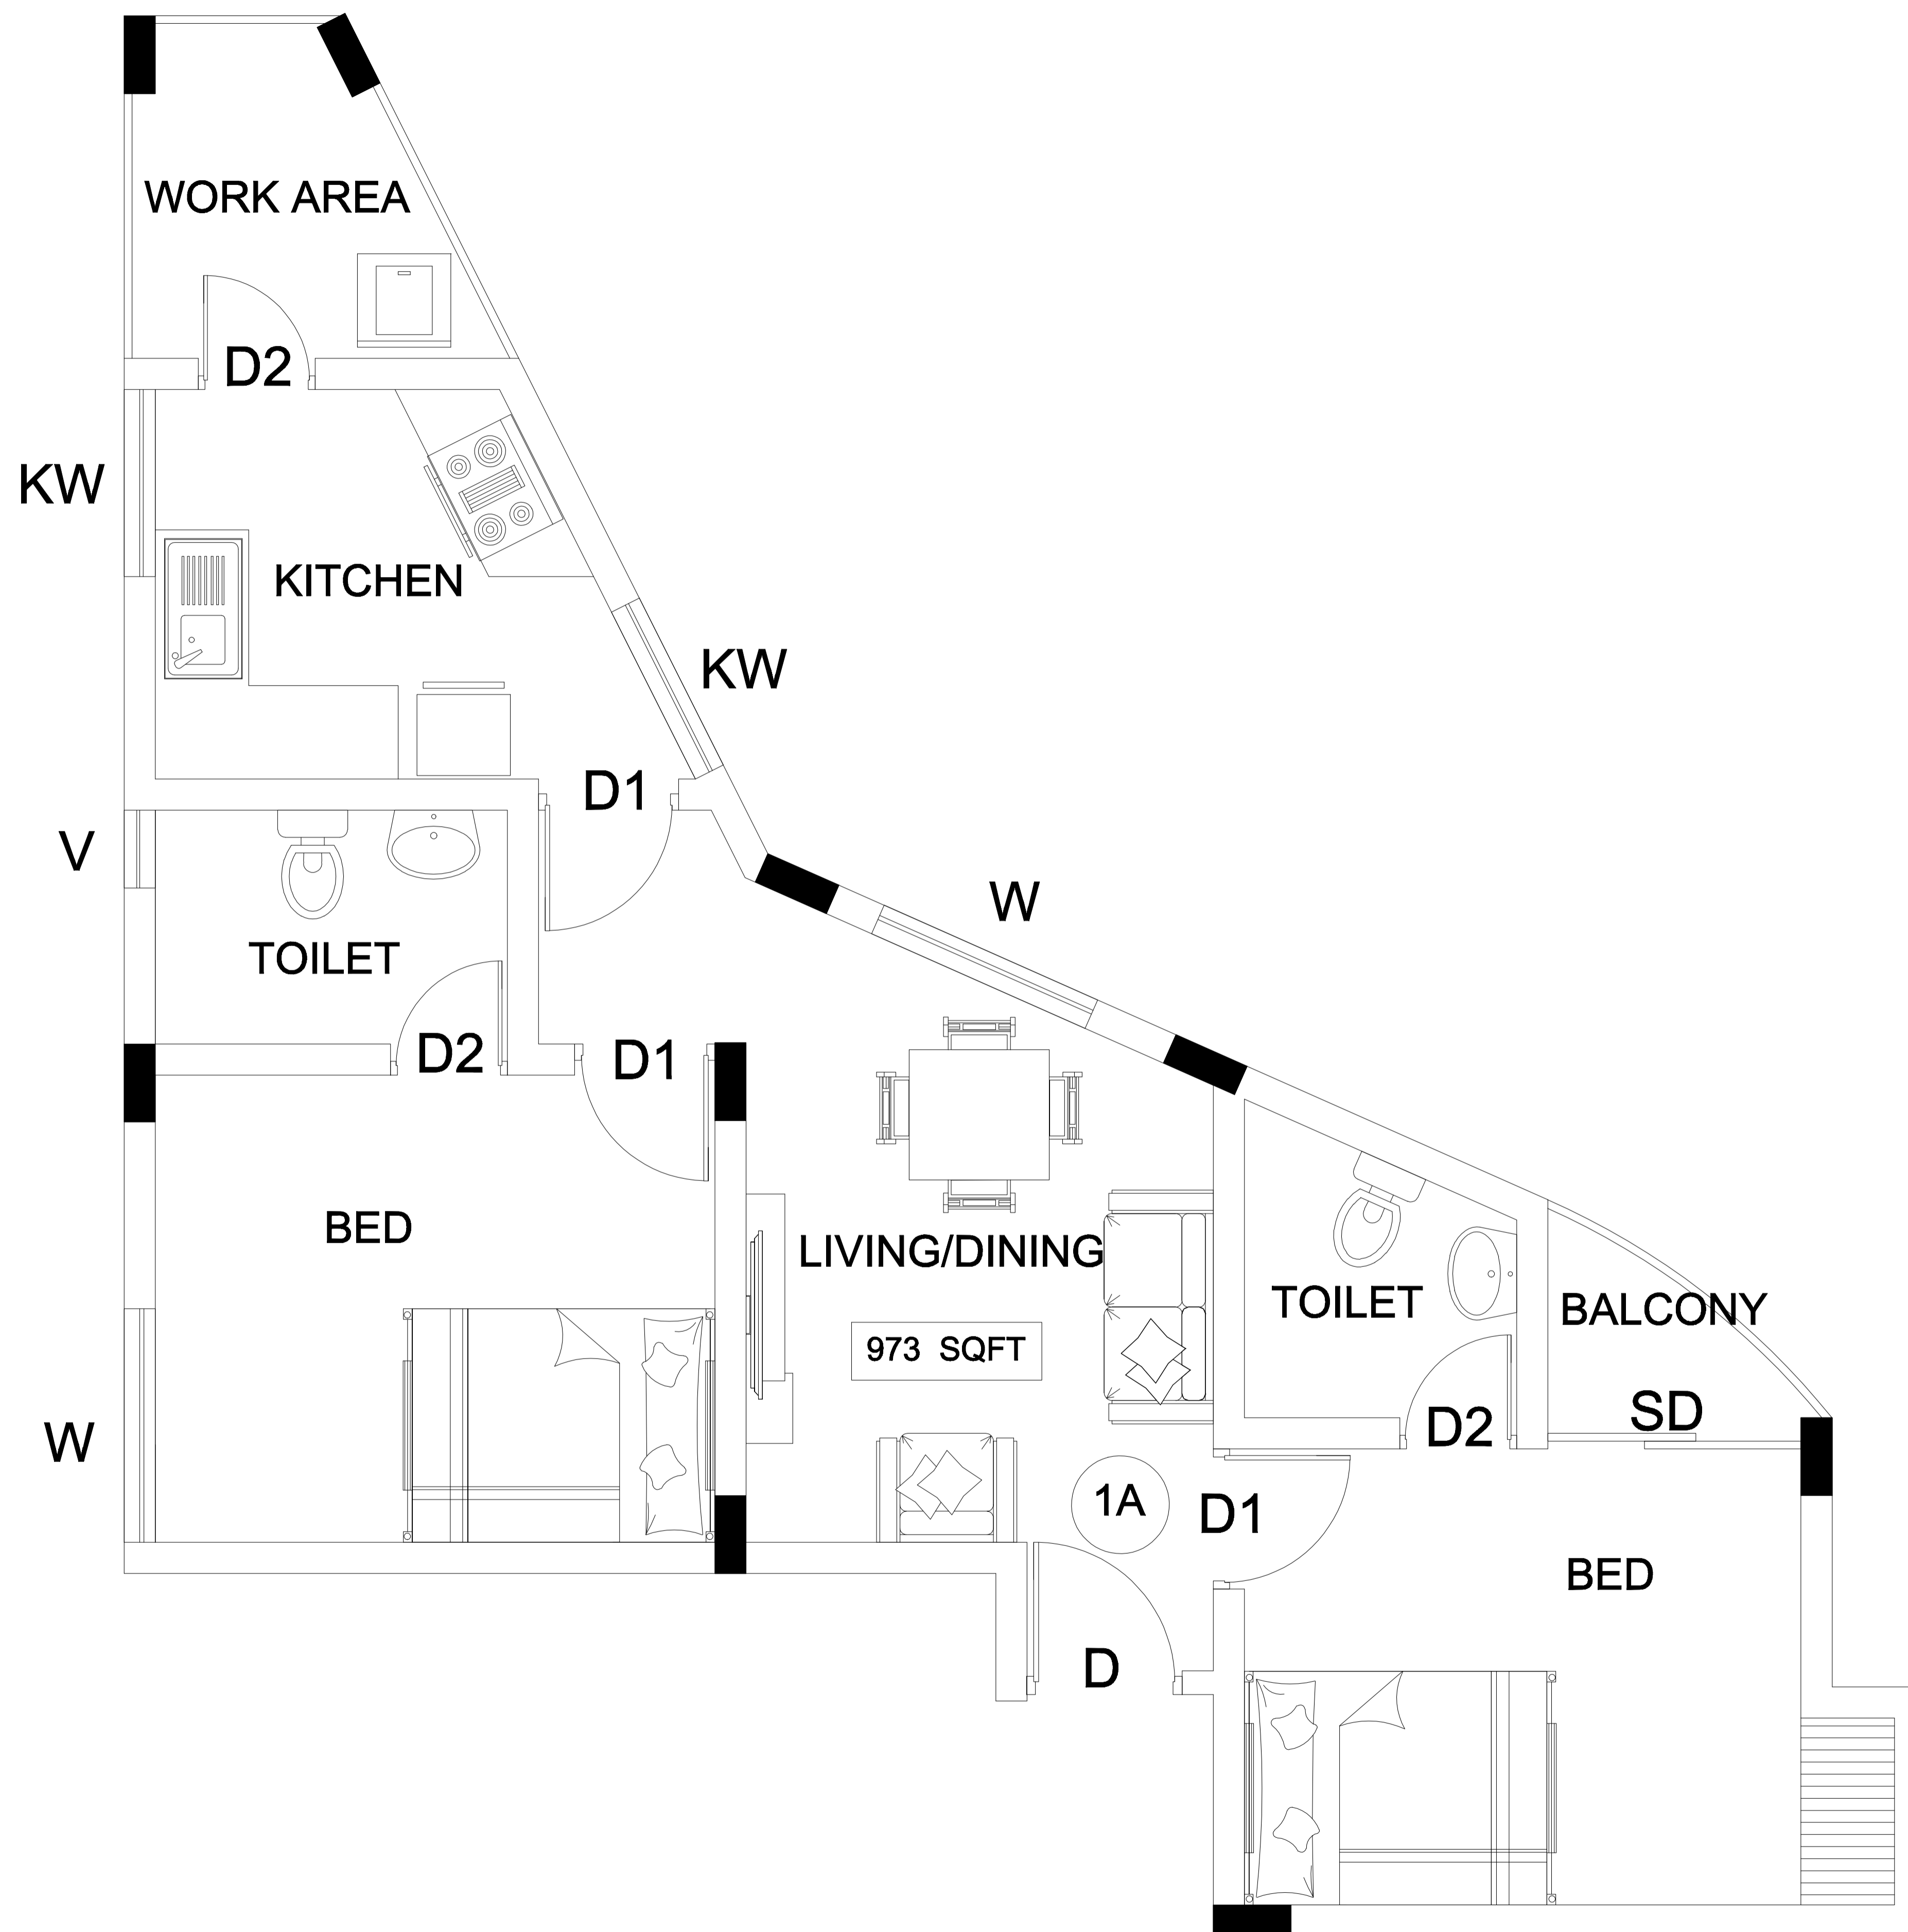 WORK AREA
D2
KW
KITCHEN
KW
D1
V
W
TOILET
D2
D1
BED
LIVING/DINING
TOILET
BALCONY
973 SQFT
SD
D2
W
1A
D1
BED
D